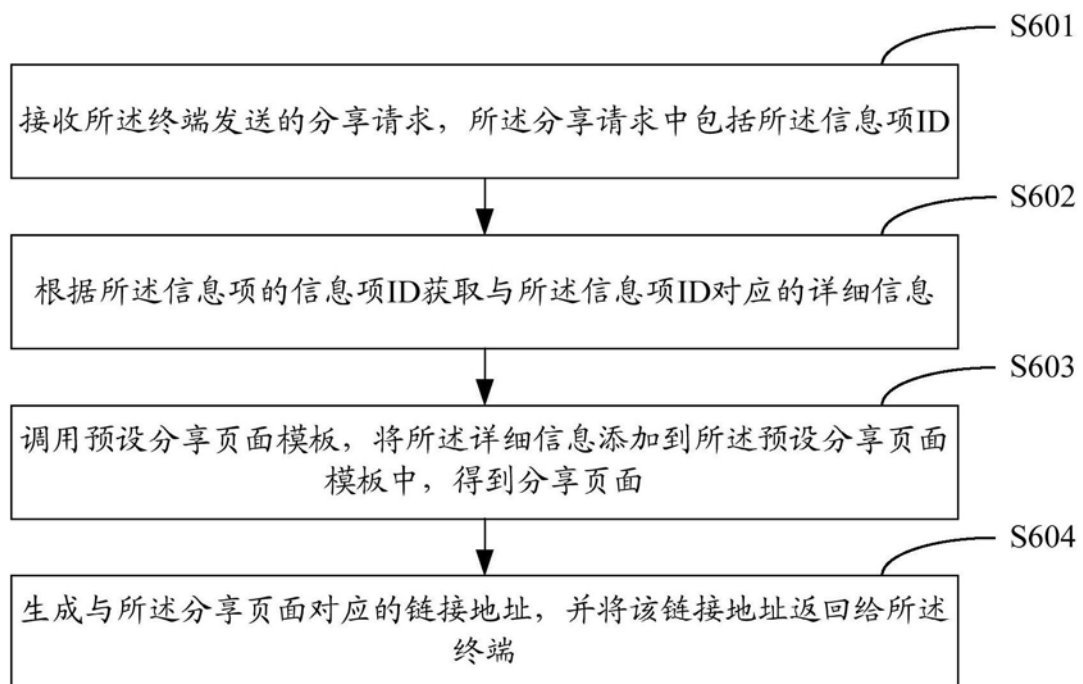 S601
接收所述终端发送的分享请求，所述分享请求中包括所述信息项ID
S602
根据所述信息项的信息项ID获取与所述信息项ID对应的详细信息
S603
调用预设分享页面模板，将所述详细信息添加到所述预设分享页面
模板中，得到分享页面
S604
生成与所述分享页面对应的链接地址，并将该链接地址返回给所述
终端